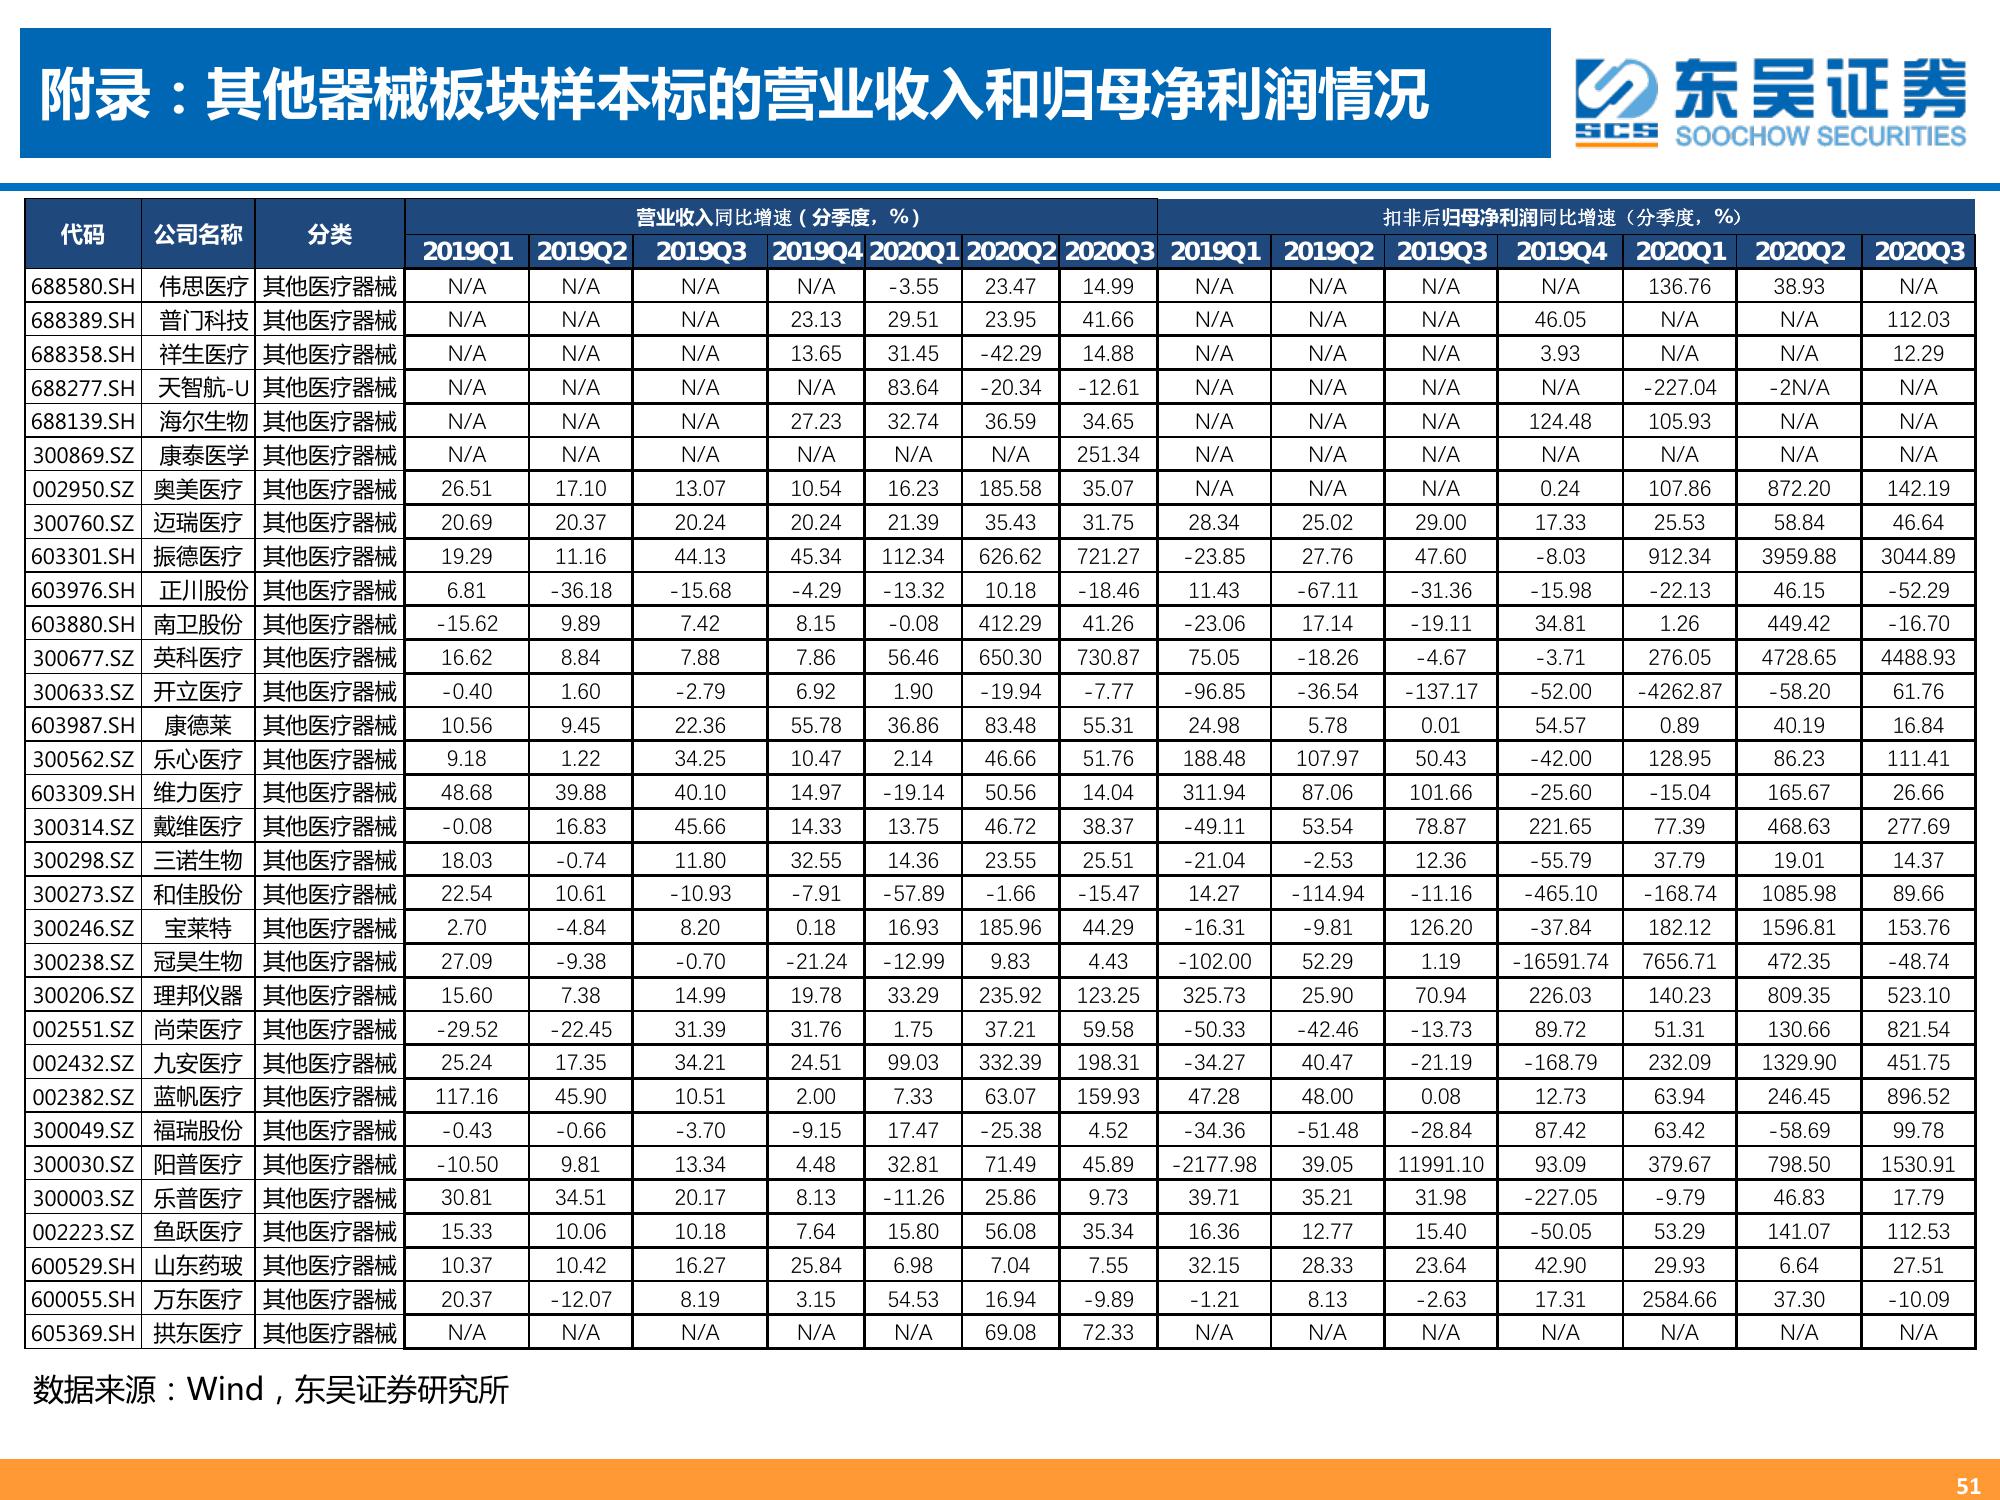 附录：其他器械板块样本标的营业收入和归母净利润情况
东吴证券
SCS
SOOCHOW SECURITIES
代码 公司名称 分类 营业收入同比增速（分季度，%） 扣非后归母净利润同比增速（分季度，%）
2019Q1 2019Q2 2019Q3 2019Q4 2020Q1 2020Q2 2020Q3 2019Q1 2019Q2 2019Q3 2019Q4 2020Q1 2020Q2 2020Q3
688580.SH 伟思医疗 其他医疗器械 N/A N/A N/A N/A -3.55 23.47 14.99 N/A N/A N/A N/A 136.76 38.93 N/A
688389.SH 普门科技 其他医疗器械 N/A N/A N/A 23.13 29.51 23.95 41.66 N/A N/A N/A 46.05 N/A N/A 112.03
688358.SH 祥生医疗 其他医疗器械 N/A N/A N/A 13.65 31.45 -42.29 14.88 N/A N/A N/A 3.93 N/A N/A 12.29
688277.SH 天智航-U 其他医疗器械 N/A N/A N/A N/A 83.64 -20.34 -12.61 N/A N/A N/A N/A -227.04 -2N/A N/A
688139.SH 海尔生物 其他医疗器械 N/A N/A N/A 27.23 32.74 36.59 34.65 N/A N/A N/A 124.48 105.93 N/A N/A
300869.SZ 康泰医学 其他医疗器械 N/A N/A N/A N/A N/A N/A 251.34 N/A N/A N/A N/A N/A N/A N/A
002950.SZ 奥美医疗 其他医疗器械 26.51 17.10 13.07 10.54 16.23 185.58 35.07 N/A N/A N/A 0.24 107.86 872.20 142.19
300760.SZ 迈瑞医疗 其他医疗器械 20.69 20.37 20.24 20.24 21.39 35.43 31.75 28.34 25.02 29.00 17.33 25.53 58.84 46.64
603301.SH 振德医疗 其他医疗器械 19.29 11.16 44.13 45.34 112.34 626.62 721.27 -23.85 27.76 47.60 -8.03 912.34 3959.88 3044.89
603976.SH 正川股份 其他医疗器械 6.81 -36.18 -15.68 -4.29 -13.32 10.18 -18.46 11.43 -67.11 -31.36 -15.98 -22.13 46.15 -52.29
603880.SH 南卫股份 其他医疗器械 -15.62 9.89 7.42 8.15 -0.08 412.29 41.26 -23.06 17.14 -19.11 34.81 1.26 449.42 -16.70
300677.SZ 英科医疗 其他医疗器械 16.62 8.84 7.88 7.86 56.46 650.30 730.87 75.05 -18.26 -4.67 -3.71 276.05 4728.65 4488.93
300633.SZ 开立医疗 其他医疗器械 -0.40 1.60 -2.79 6.92 1.90 -19.94 -7.77 -96.85 -36.54 -137.17 -52.00 -4262.87 -58.20 61.76
603987.SH 康德莱 其他医疗器械 10.56 9.45 22.36 55.78 36.86 83.48 55.31 24.98 5.78 0.01 54.57 0.89 40.19 16.84
300562.SZ 乐心医疗 其他医疗器械 9.18 1.22 34.25 10.47 2.14 46.66 51.76 188.48 107.97 50.43 -42.00 128.95 86.23 111.41
603309.SH 维力医疗 其他医疗器械 48.68 39.88 40.10 14.97 -19.14 50.56 14.04 311.94 87.06 101.66 -25.60 -15.04 165.67 26.66
300314.SZ 戴维医疗 其他医疗器械 -0.08 16.83 45.66 14.33 13.75 46.72 38.37 -49.11 53.54 78.87 221.65 77.39 468.63 277.69
300298.SZ 三诺生物 其他医疗器械 18.03 -0.74 11.80 32.55 14.36 23.55 25.51 -21.04 -2.53 12.36 -55.79 37.79 19.01 14.37
300273.SZ 和佳股份 其他医疗器械 22.54 10.61 -10.93 -7.91 -57.89 -1.66 -15.47 14.27 -114.94 -11.16 -465.10 -168.74 1085.98 89.66
300246.SZ 宝莱特 其他医疗器械 2.70 -4.84 8.20 0.18 16.93 185.96 44.29 -16.31 -9.81 126.20 -37.84 182.12 1596.81 153.76
300238.SZ 冠昊生物 其他医疗器械 27.09 -9.38 -0.70 -21.24 -12.99 9.83 4.43 -102.00 52.29 1.19 -16591.74 7656.71 472.35 -48.74
300206.SZ 理邦仪器 其他医疗器械 15.60 7.38 14.99 19.78 33.29 235.92 123.25 325.73 25.90 70.94 226.03 140.23 809.35 523.10
002551.SZ 尚荣医疗 其他医疗器械 -29.52 -22.45 31.39 31.76 1.75 37.21 59.58 -50.33 -42.46 -13.73 89.72 51.31 130.66 821.54
002432.SZ 九安医疗 其他医疗器械 25.24 17.35 34.21 24.51 99.03 332.39 198.31 -34.27 40.47 -21.19 -168.79 232.09 1329.90 451.75
002382.SZ 蓝帆医疗 其他医疗器械 117.16 45.90 10.51 2.00 7.33 63.07 159.93 47.28 48.00 0.08 12.73 63.94 246.45 896.52
300049.SZ 福瑞股份 其他医疗器械 -0.43 -0.66 -3.70 -9.15 17.47 -25.38 4.52 -34.36 -51.48 -28.84 87.42 63.42 -58.69 99.78
300030.SZ 阳普医疗 其他医疗器械 -10.50 9.81 13.34 4.48 32.81 71.49 45.89 -2177.98 39.05 11991.10 93.09 379.67 798.50 1530.91
300003.SZ 乐普医疗 其他医疗器械 30.81 34.51 20.17 8.13 -11.26 25.86 9.73 39.71 35.21 31.98 -227.05 -9.79 46.83 17.79
002223.SZ 鱼跃医疗 其他医疗器械 15.33 10.06 10.18 7.64 15.80 56.08 35.34 16.36 12.77 15.40 -50.05 53.29 141.07 112.53
600529.SH 山东药玻 其他医疗器械 10.37 10.42 16.27 25.84 6.98 7.04 7.55 32.15 28.33 23.64 42.90 29.93 6.64 27.51
600055.SH 万东医疗 其他医疗器械 20.37 -12.07 8.19 3.15 54.53 16.94 -9.89 -1.21 8.13 -2.63 17.31 2584.66 37.30 -10.09
605369.SH 拱东医疗 其他医疗器械 N/A N/A N/A N/A N/A 69.08 72.33 N/A N/A N/A N/A N/A N/A N/A
数据来源：Wind，东吴证券研究所
51